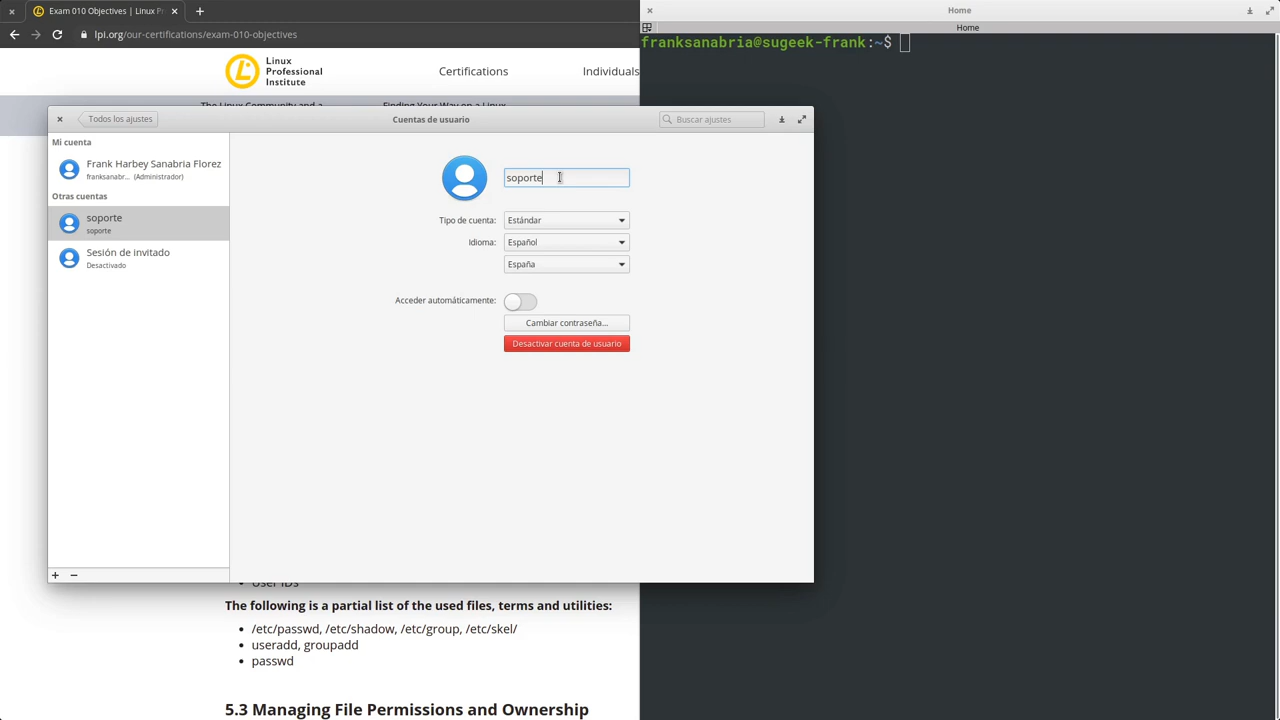 Exam 010 Objectives | Linux P
lpi.org/our-certifications/exam-010-objectives
Linux
Professional
Institute
Certifications
Individuals
Home
Home
franksanabria@sugeek-frank:~$
Todos los ajustes
Cuentas de usuario
Buscar ajustes
Mi cuenta
Frank Harbey Sanabria Florez
franksanabr... (Administrador)
Otras cuentas
soporte
soporte
Sesión de invitado
Desactivado
soporte
Tipo de cuenta: Estándar
Idioma: Español
España
Acceder automáticamente:
Cambiar contraseña...
Desactivar cuenta de usuario
The following is a partial list of the used files, terms and utilities:
• /etc/passwd, /etc/shadow, /etc/group, /etc/skel/
• useradd, groupadd
• passwd
5.3 Managing File Permissions and Ownership